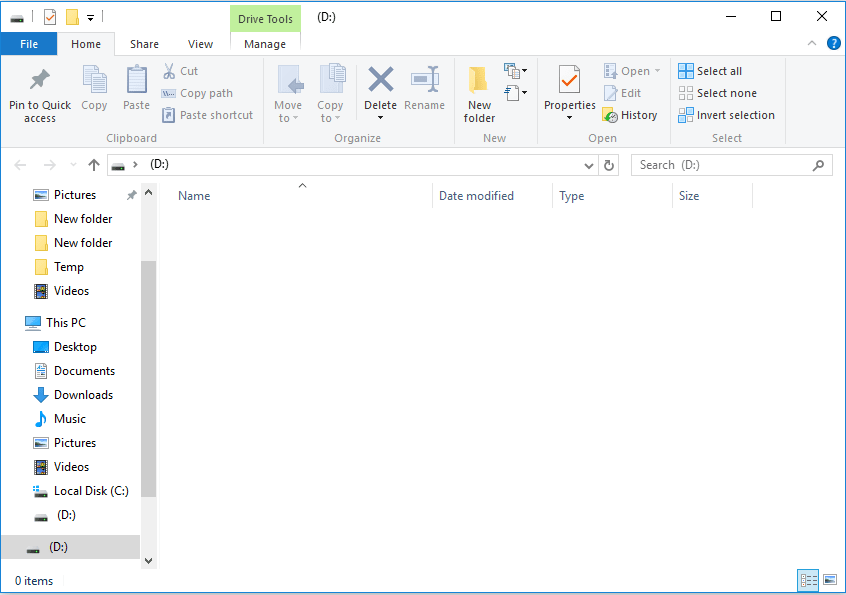 Drive Tools
(D:)
File
Home
Share
View
Manage
Pin to Quick
access
Copy
Paste
Cut
Copy path
Paste shortcut
Clipboard
Move
to
Copy
to
Delete
Rename
Organize
New
folder
New
Properties
Open
Edit
History
Open
Select all
Select none
Invert selection
Select
(D:)
Search (D:)
Name
Date modified
Type
Size
Pictures
New folder
New folder
Temp
Videos
This PC
Desktop
Documents
Downloads
Music
Pictures
Videos
Local Disk (C:)
(D:)
(D:)
0 items